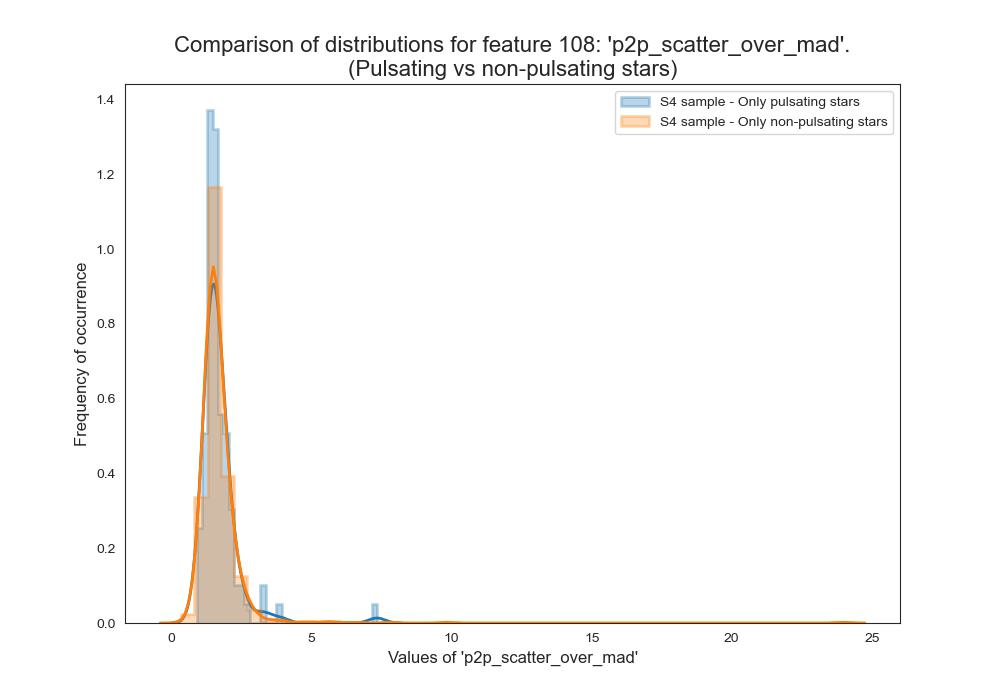 Comparison of distributions for feature 108: 'p2p_scatter_over_mad'.
(Pulsating vs non-pulsating stars)
S4 sample - Only pulsating stars
S4 sample - Only non-pulsating stars
Frequency of occurrence
1.4
1.2
1.0
0.8
0.6
0.4
0.2
0.0
0 5 10 15 20 25
Values of 'p2p_scatter_over_mad'